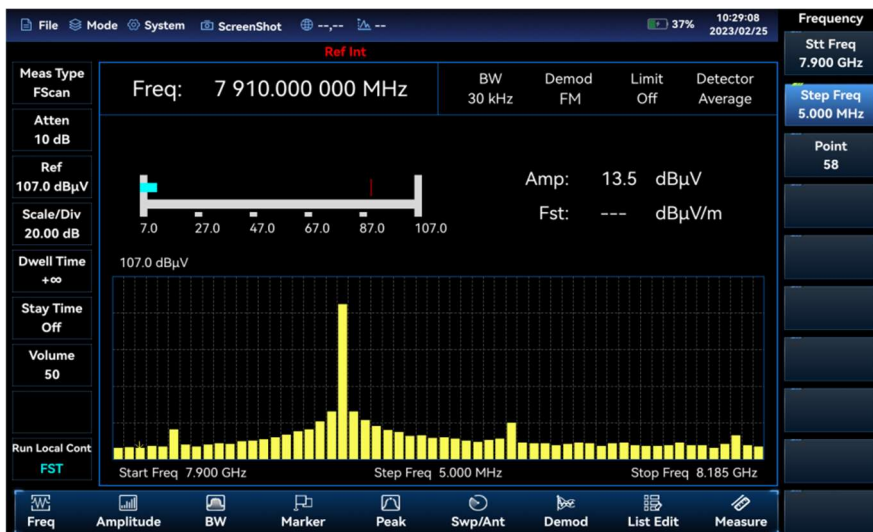 File Mode System ScreenShot --,-- -- 37% 10:29:08
2023/02/25
Frequency
Ref Int
Stt Freq
7.900 GHz
Step Freq
5.000 MHz
Point
58
Meas Type
FScan
Atten
10 dB
Ref
107.0 dBµV
Scale/Div
20.00 dB
Dwell Time
+∞
Stay Time
Off
Volume
50
Run Local Cont
FST
Freq: 7 910.000 000 MHz
BW
30 kHz
Demod
FM
Limit
Off
Detector
Average
Amp: 13.5 dBµV
Fst: --- dBµV/m
7.0 27.0 47.0 67.0 87.0 107.0
107.0 dBµV
Start Freq 7.900 GHz Step Freq 5.000 MHz Stop Freq 8.185 GHz
Freq Amplitude BW Marker Peak Swp/Ant Demod List Edit Measure